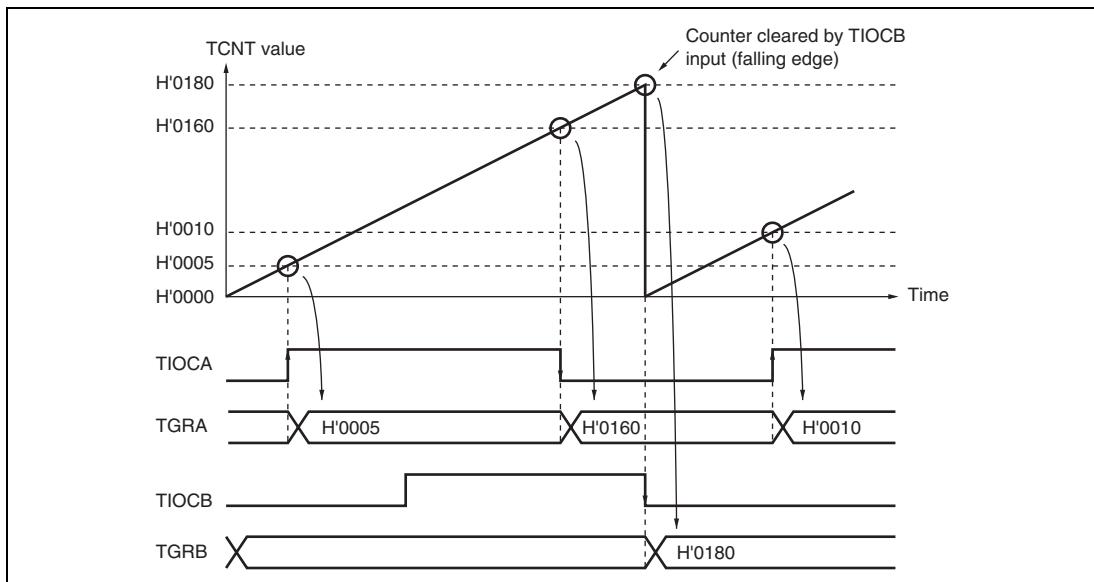 Counter cleared by TIOCB
input (falling edge)
TCNT value
H'0180
H'0160
H'0010
H'0005
H'0000
Time
TIOCA
TGRA
H'0005
H'0160
H'0010
TIOCB
TGRB
H'0180